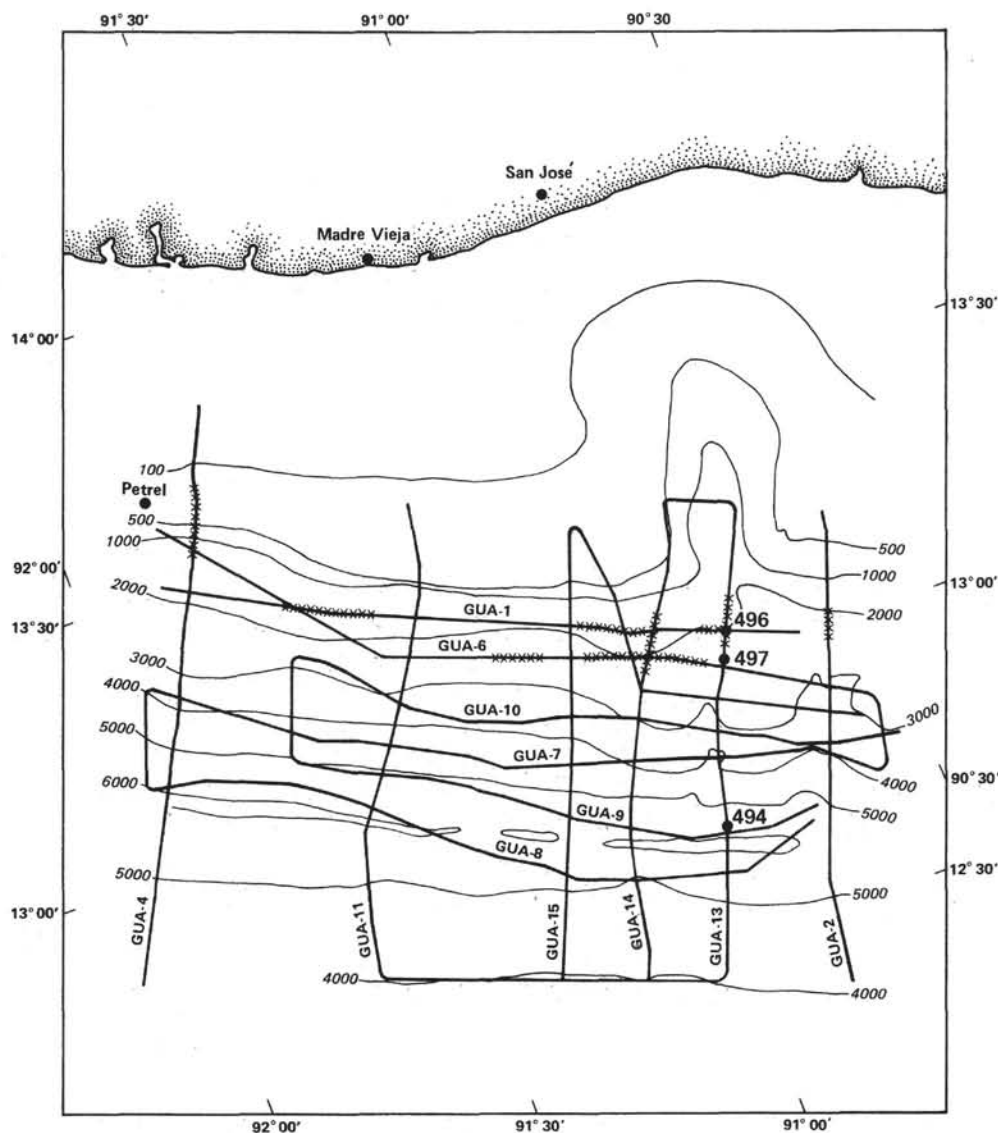 91° 30′
91° 00′
90° 30′
San José
Madre Vieja
13° 30′
14° 00′
100
Petrel
500
500
1000
1000
92° 00′
13° 00′
2000
2000
GUA-1
496
13° 30′
GUA-6
497
3000
4000
GUA-10
3000
5000
GUA-7
4000
90° 30′
6000
5000
GUA-9
494
GUA-8
5000
5000
12° 30′
13° 00′
GUA-4
GUA-11
GUA-15
GUA-14
GUA-13
GUA-2
4000
4000
92° 00′
91° 30′
91° 00′